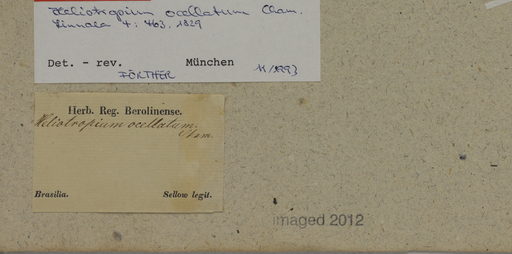 Heliotropium ocellatum Cham.
Linnaea 4: 463. 1829
Det. - rev. München
FÖRTHER 11/1993
Herb. Reg. Berolinense.
Heliotropium ocellatum.
Cham.
Brasilia. Sellow legit.
imaged 2012